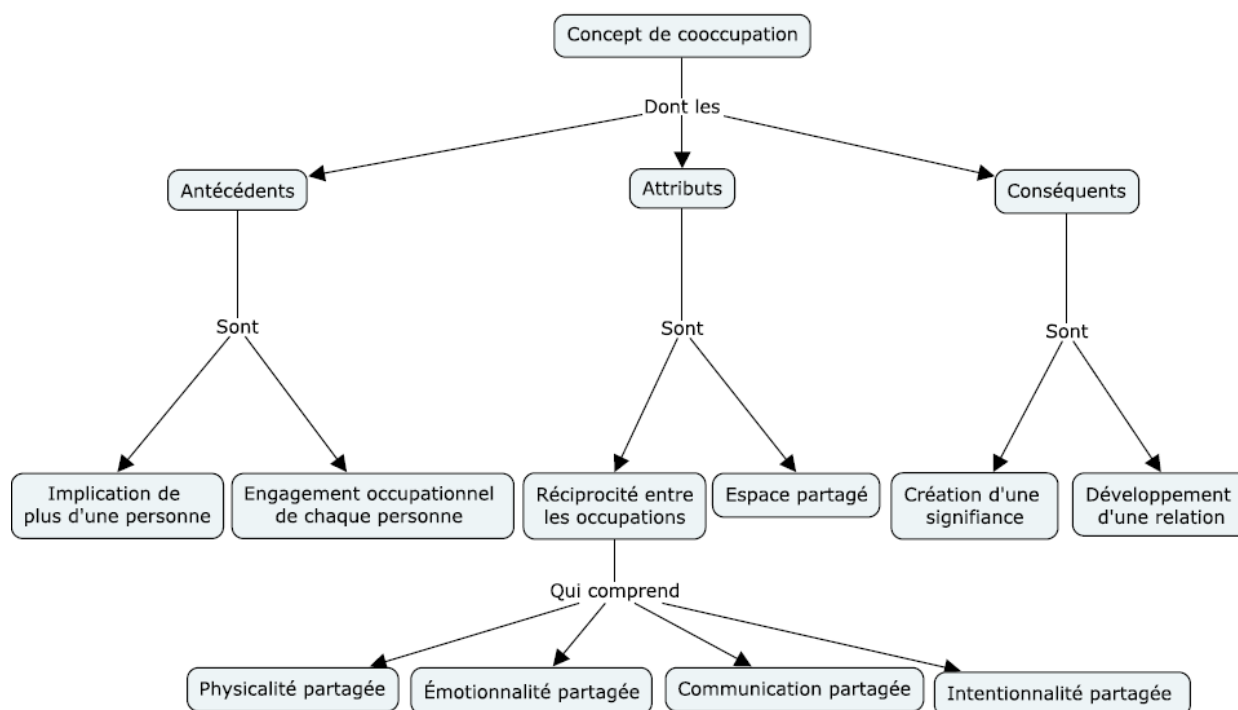 Concept de cooccupation
Dont les
Antécédents
Attributs
Conséquents
Sont
Sont
Sont
Implication de
plus d'une personne
Engagement occupationnel
de chaque personne
Réciprocité entre
les occupations
Espace partagé
Création d'une
signifiance
Développement
d'une relation
Qui comprend
Physicalité partagée
Émotionnalité partagée
Communication partagée
Intentionnalité partagée